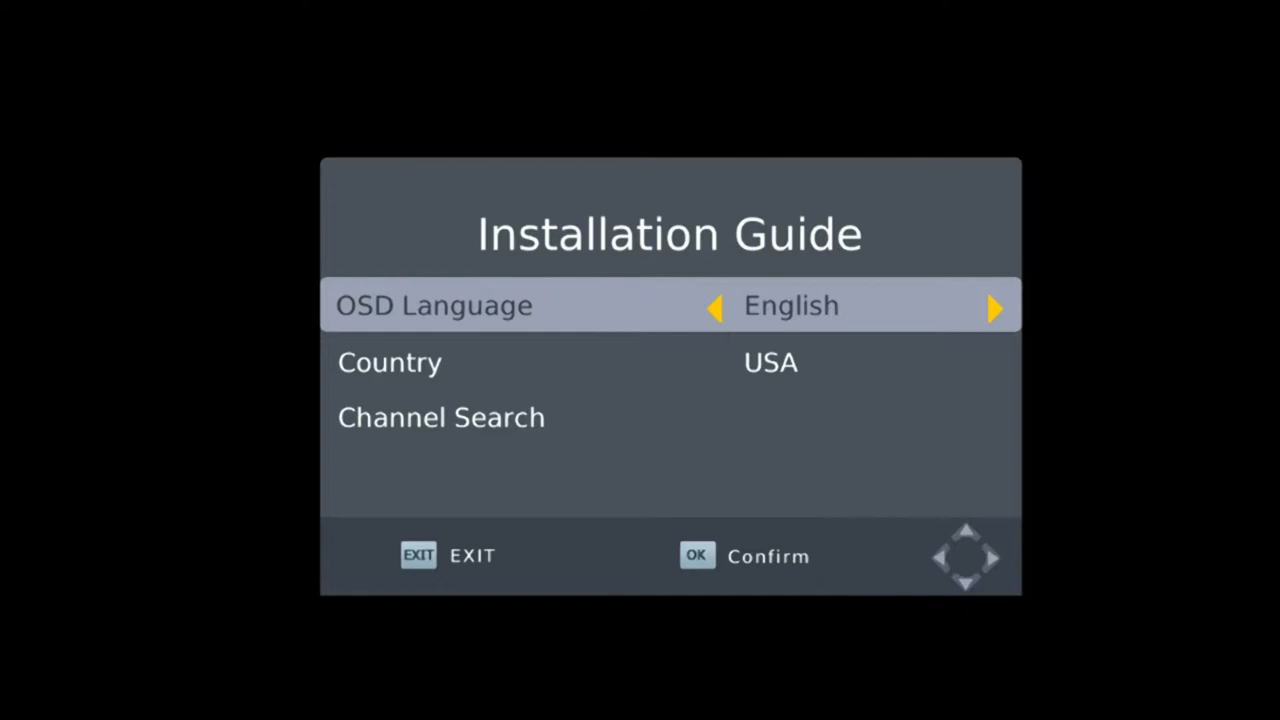 Installation Guide
OSD Language English
Country USA
Channel Search
EXIT EXIT OK Confirm